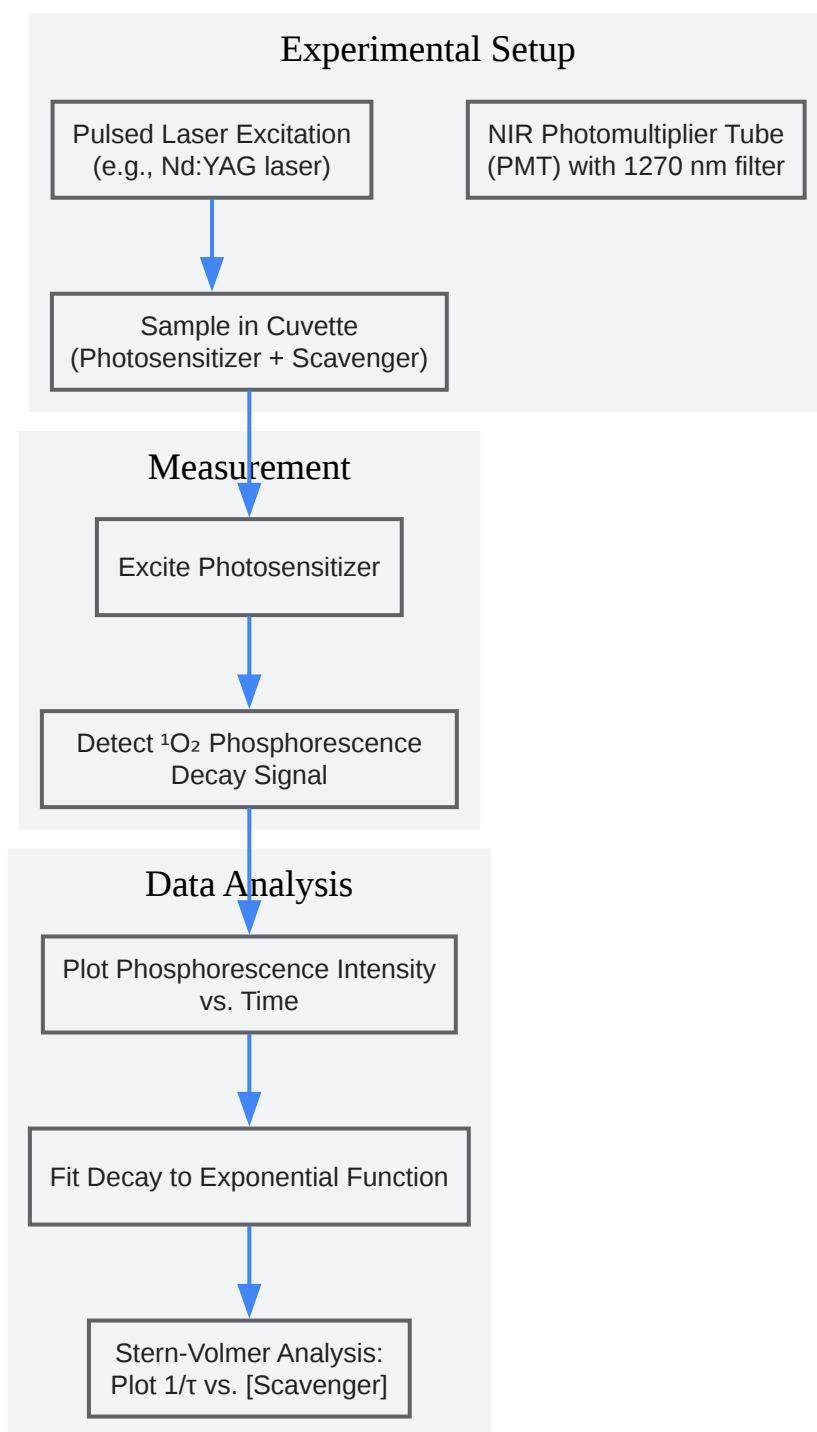 Experimental Setup
Pulsed Laser Excitation
(e.g., Nd:YAG laser)
NIR Photomultiplier Tube
(PMT) with 1270 nm filter
Sample in Cuvette
(Photosensitizer + Scavenger)
Measurement
Excite Photosensitizer
Detect ¹O₂ Phosphorescence
Decay Signal
Data Analysis
Plot Phosphorescence Intensity
vs. Time
Fit Decay to Exponential Function
Stern-Volmer Analysis:
Plot 1/τ vs. [Scavenger]